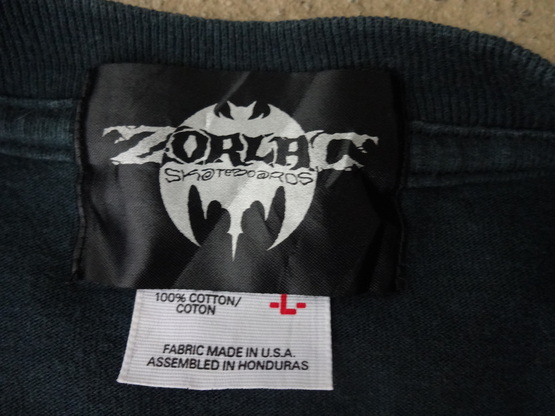 ZORLAC
SKATEBOARDS
100% COTTON/
COTON
-L-
FABRIC MADE IN U.S.A.
ASSEMBLED IN HONDURAS